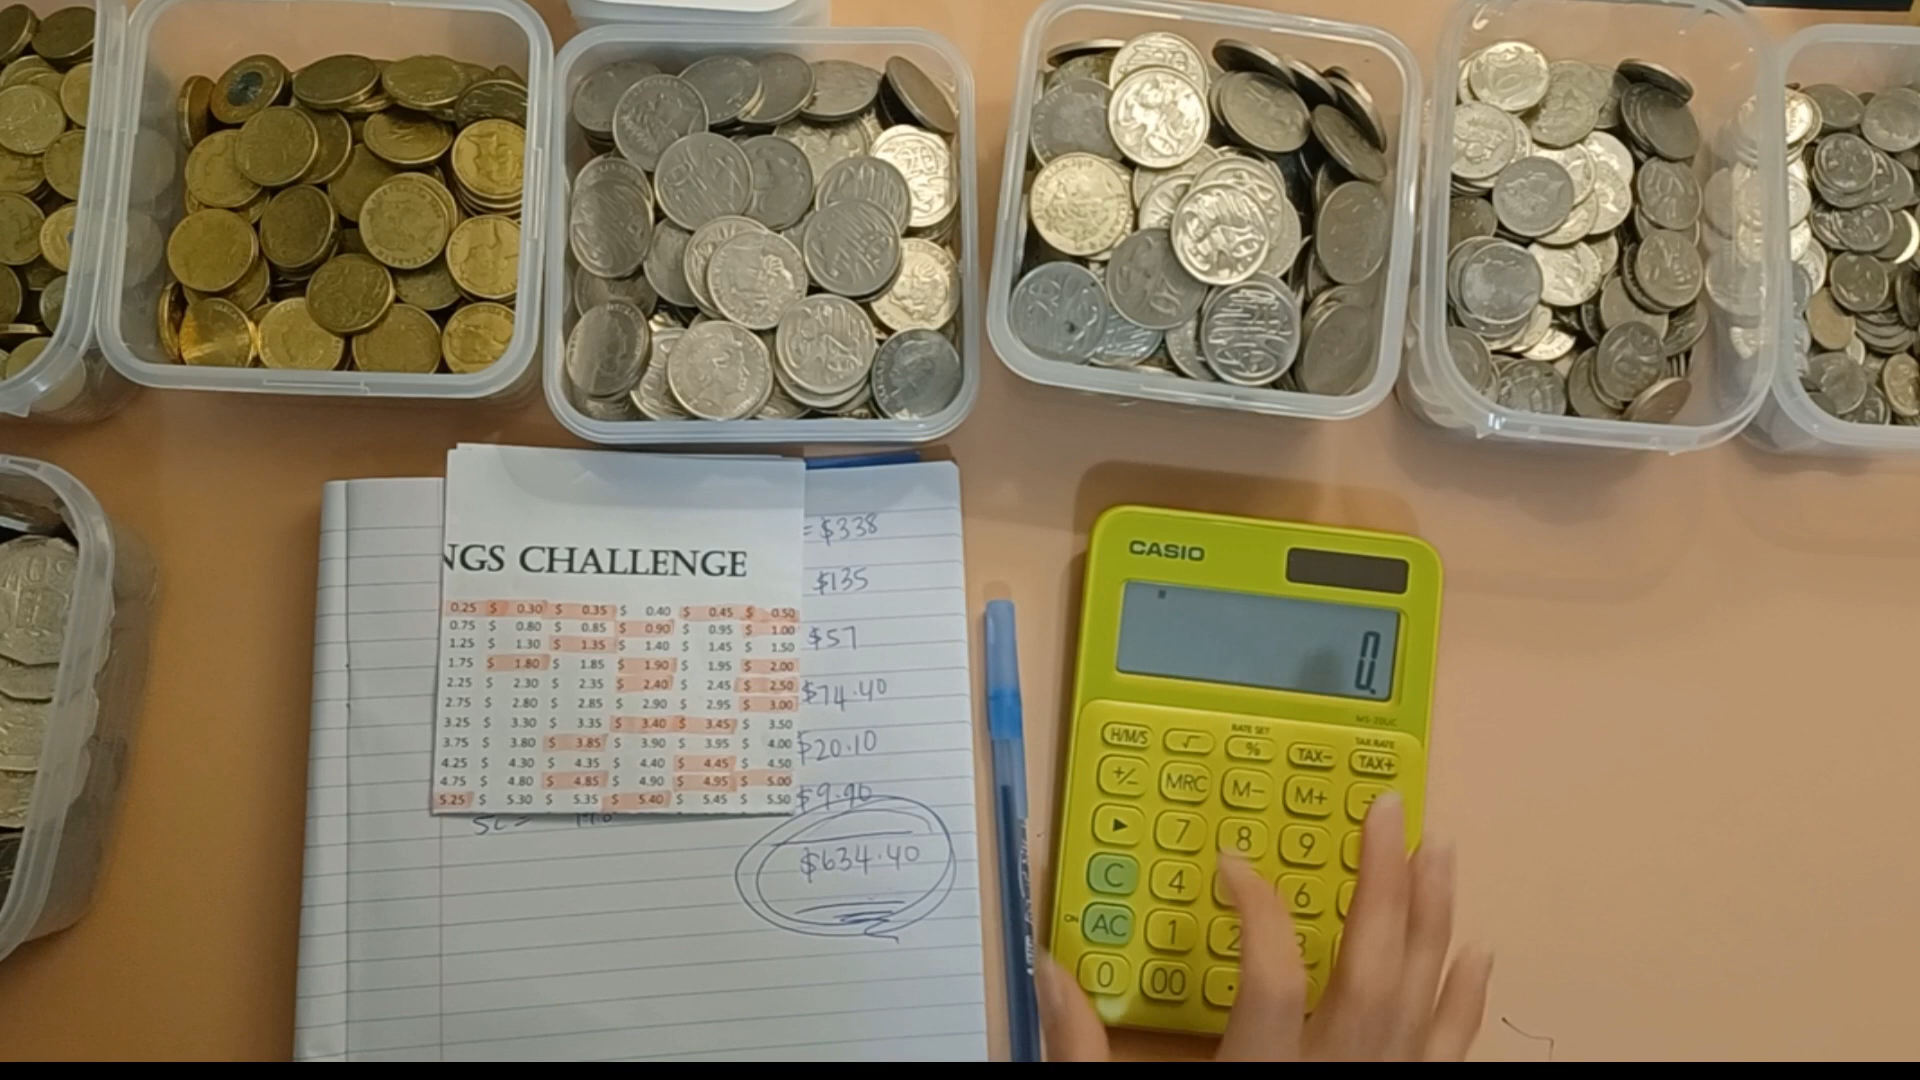 = $338
NGS CHALLENGE
$135
0.25 $ 0.30 $ 0.35 $ 0.40 $ 0.45 $ 0.50
0.75 $ 0.80 $ 0.85 $ 0.90 $ 0.95 $ 1.00
1.25 $ 1.30 $ 1.35 $ 1.40 $ 1.45 $ 1.50
1.75 $ 1.80 $ 1.85 $ 1.90 $ 1.95 $ 2.00
2.25 $ 2.30 $ 2.35 $ 2.40 $ 2.45 $ 2.50
2.75 $ 2.80 $ 2.85 $ 2.90 $ 2.95 $ 3.00
3.25 $ 3.30 $ 3.35 $ 3.40 $ 3.45 $ 3.50
3.75 $ 3.80 $ 3.85 $ 3.90 $ 3.95 $ 4.00
4.25 $ 4.30 $ 4.35 $ 4.40 $ 4.45 $ 4.50
4.75 $ 4.80 $ 4.85 $ 4.90 $ 4.95 $ 5.00
5.25 $ 5.30 $ 5.35 $ 5.40 $ 5.45 $ 5.50
$57
$74.40
$20.10
$9.90
5c =
$634.40
CASIO
0.
MS-20UC
RATE SET
TAX RATE
H/M/S √ % TAX- TAX+
+/- MRC M- M+ ÷
▶ 7 8 9
C 4 6
ON AC 1 2 3
0 00 .